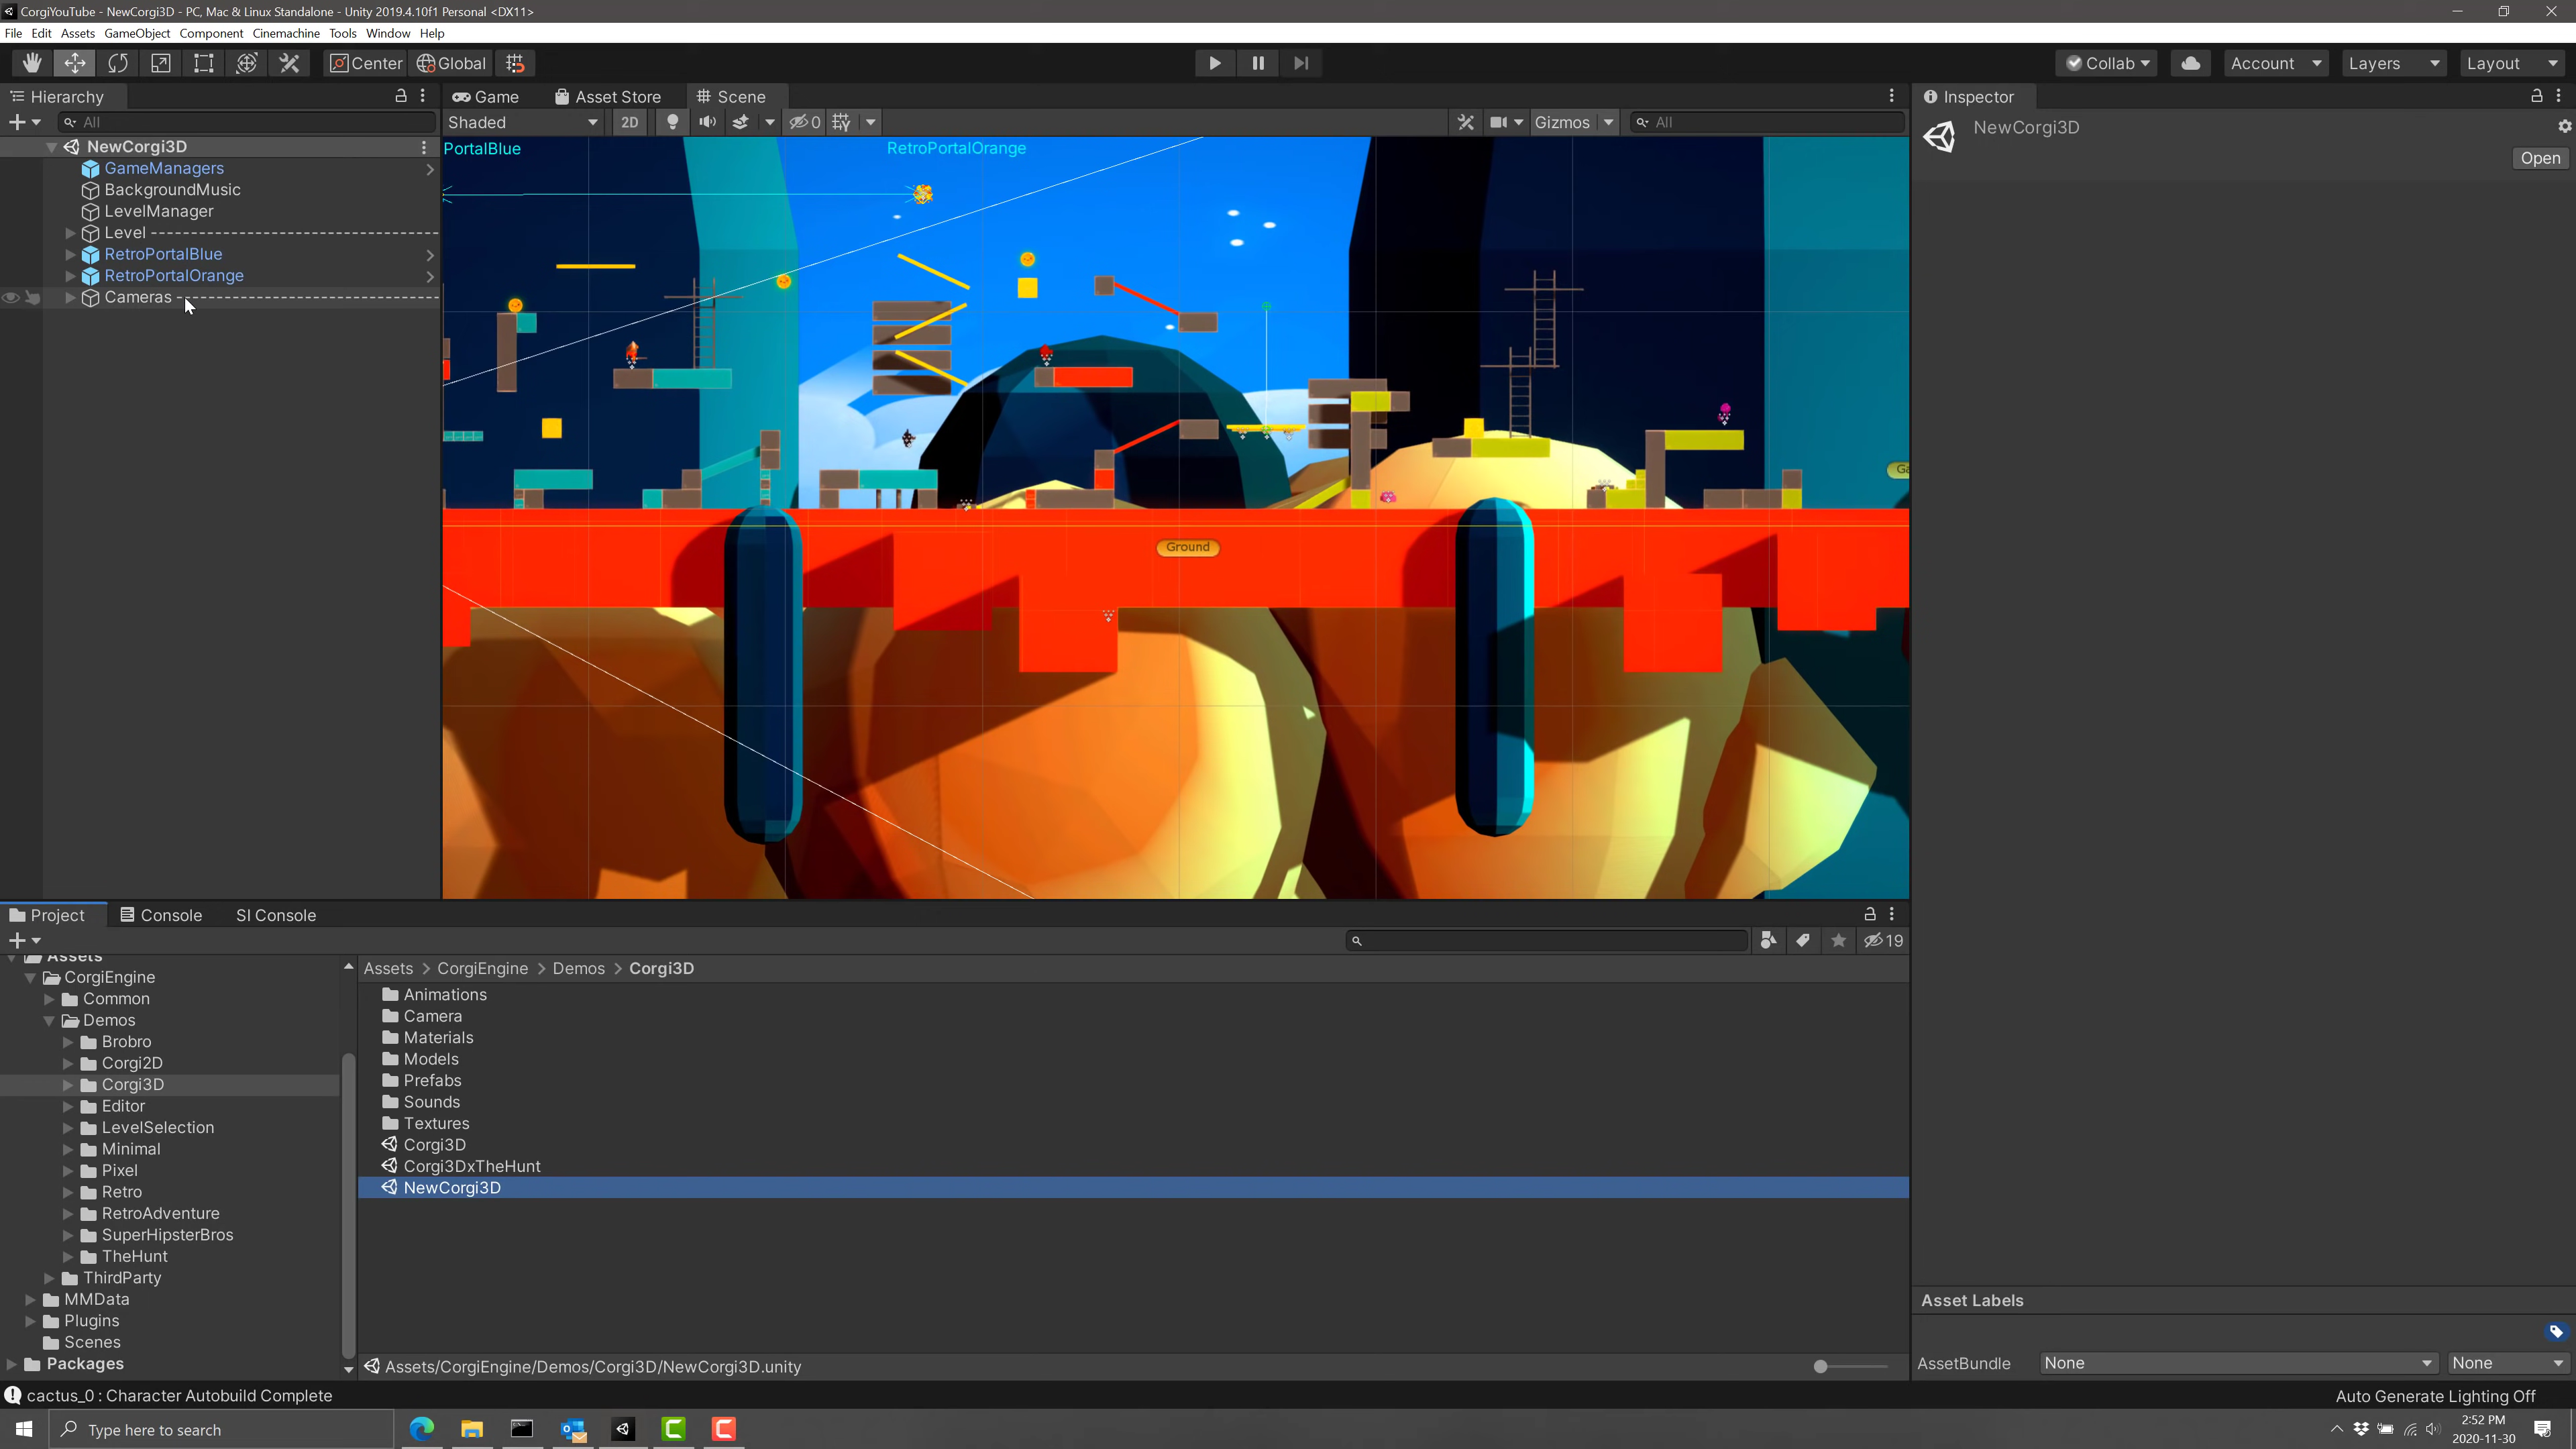 CorgiYouTube - NewCorgi3D - PC, Mac & Linux Standalone - Unity 2019.4.10f1 Personal <DX11>
File Edit Assets GameObject Component Cinemachine Tools Window Help
Center Global Collab Account Layers Layout
Hierarchy
Game Asset Store Scene
Inspector
All
Shaded 2D 0 Gizmos All
NewCorgi3D
Open
NewCorgi3D
GameManagers
BackgroundMusic
LevelManager
Level --------------------------------
RetroPortalBlue
RetroPortalOrange
Cameras -----------------------------
PortalBlue RetroPortalOrange
Ga
Ground
Project Console SI Console
19
Assets
CorgiEngine
Common
Demos
Brobro
Corgi2D
Corgi3D
Editor
LevelSelection
Minimal
Pixel
Retro
RetroAdventure
SuperHipsterBros
TheHunt
ThirdParty
MMData
Plugins
Scenes
Packages
Assets > CorgiEngine > Demos > Corgi3D
Animations
Camera
Materials
Models
Prefabs
Sounds
Textures
Corgi3D
Corgi3DxTheHunt
NewCorgi3D
Assets/CorgiEngine/Demos/Corgi3D/NewCorgi3D.unity
Asset Labels
AssetBundle None None
cactus_0 : Character Autobuild Complete
Auto Generate Lighting Off
Type here to search
2:52 PM
2020-11-30